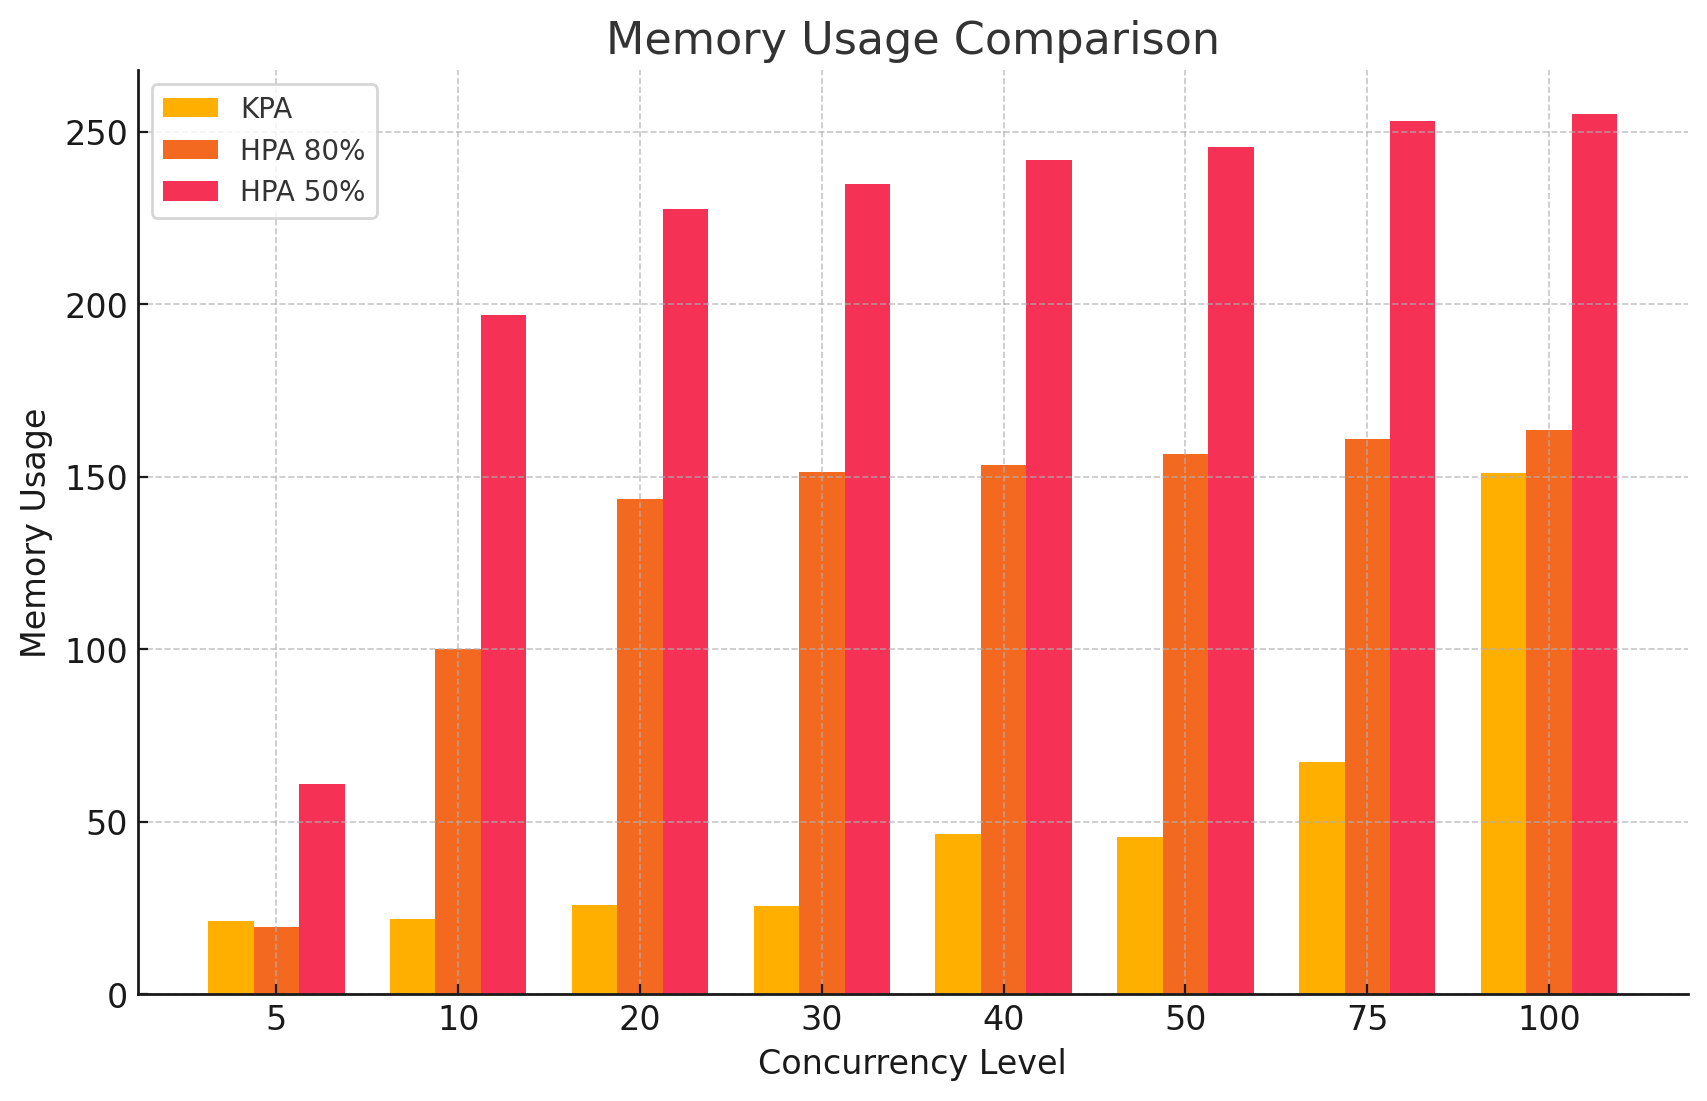 Memory Usage Comparison
KPA
HPA 80%
HPA 50%
Memory Usage
250
200
150
100
50
0
5 10 20 30 40 50 75 100
Concurrency Level